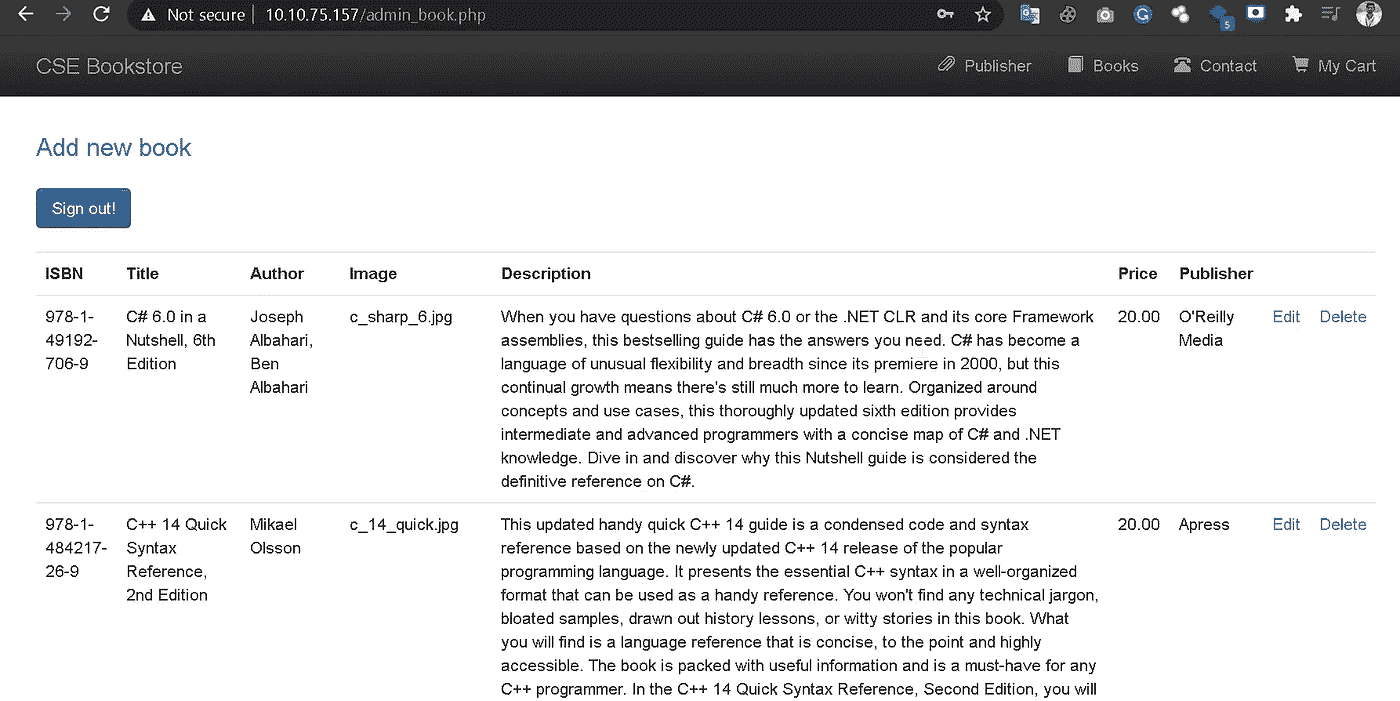 Not secure | 10.10.75.157/admin_book.php
5
CSE Bookstore
Publisher Books Contact My Cart
Add new book
Sign out!
ISBN Title Author Image Description Price Publisher
978-1- C# 6.0 in a Joseph c_sharp_6.jpg When you have questions about C# 6.0 or the .NET CLR and its core Framework 20.00 O'Reilly Edit Delete
49192- Nutshell, 6th Albahari, assemblies, this bestselling guide has the answers you need. C# has become a Media
706-9 Edition Ben language of unusual flexibility and breadth since its premiere in 2000, but this
Albahari continual growth means there's still much more to learn. Organized around
concepts and use cases, this thoroughly updated sixth edition provides
intermediate and advanced programmers with a concise map of C# and .NET
knowledge. Dive in and discover why this Nutshell guide is considered the
definitive reference on C#.
978-1- C++ 14 Quick Mikael c_14_quick.jpg This updated handy quick C++ 14 guide is a condensed code and syntax 20.00 Apress Edit Delete
484217- Syntax Olsson reference based on the newly updated C++ 14 release of the popular
26-9 Reference, programming language. It presents the essential C++ syntax in a well-organized
2nd Edition format that can be used as a handy reference. You won't find any technical jargon,
bloated samples, drawn out history lessons, or witty stories in this book. What
you will find is a language reference that is concise, to the point and highly
accessible. The book is packed with useful information and is a must-have for any
C++ programmer. In the C++ 14 Quick Syntax Reference, Second Edition, you will